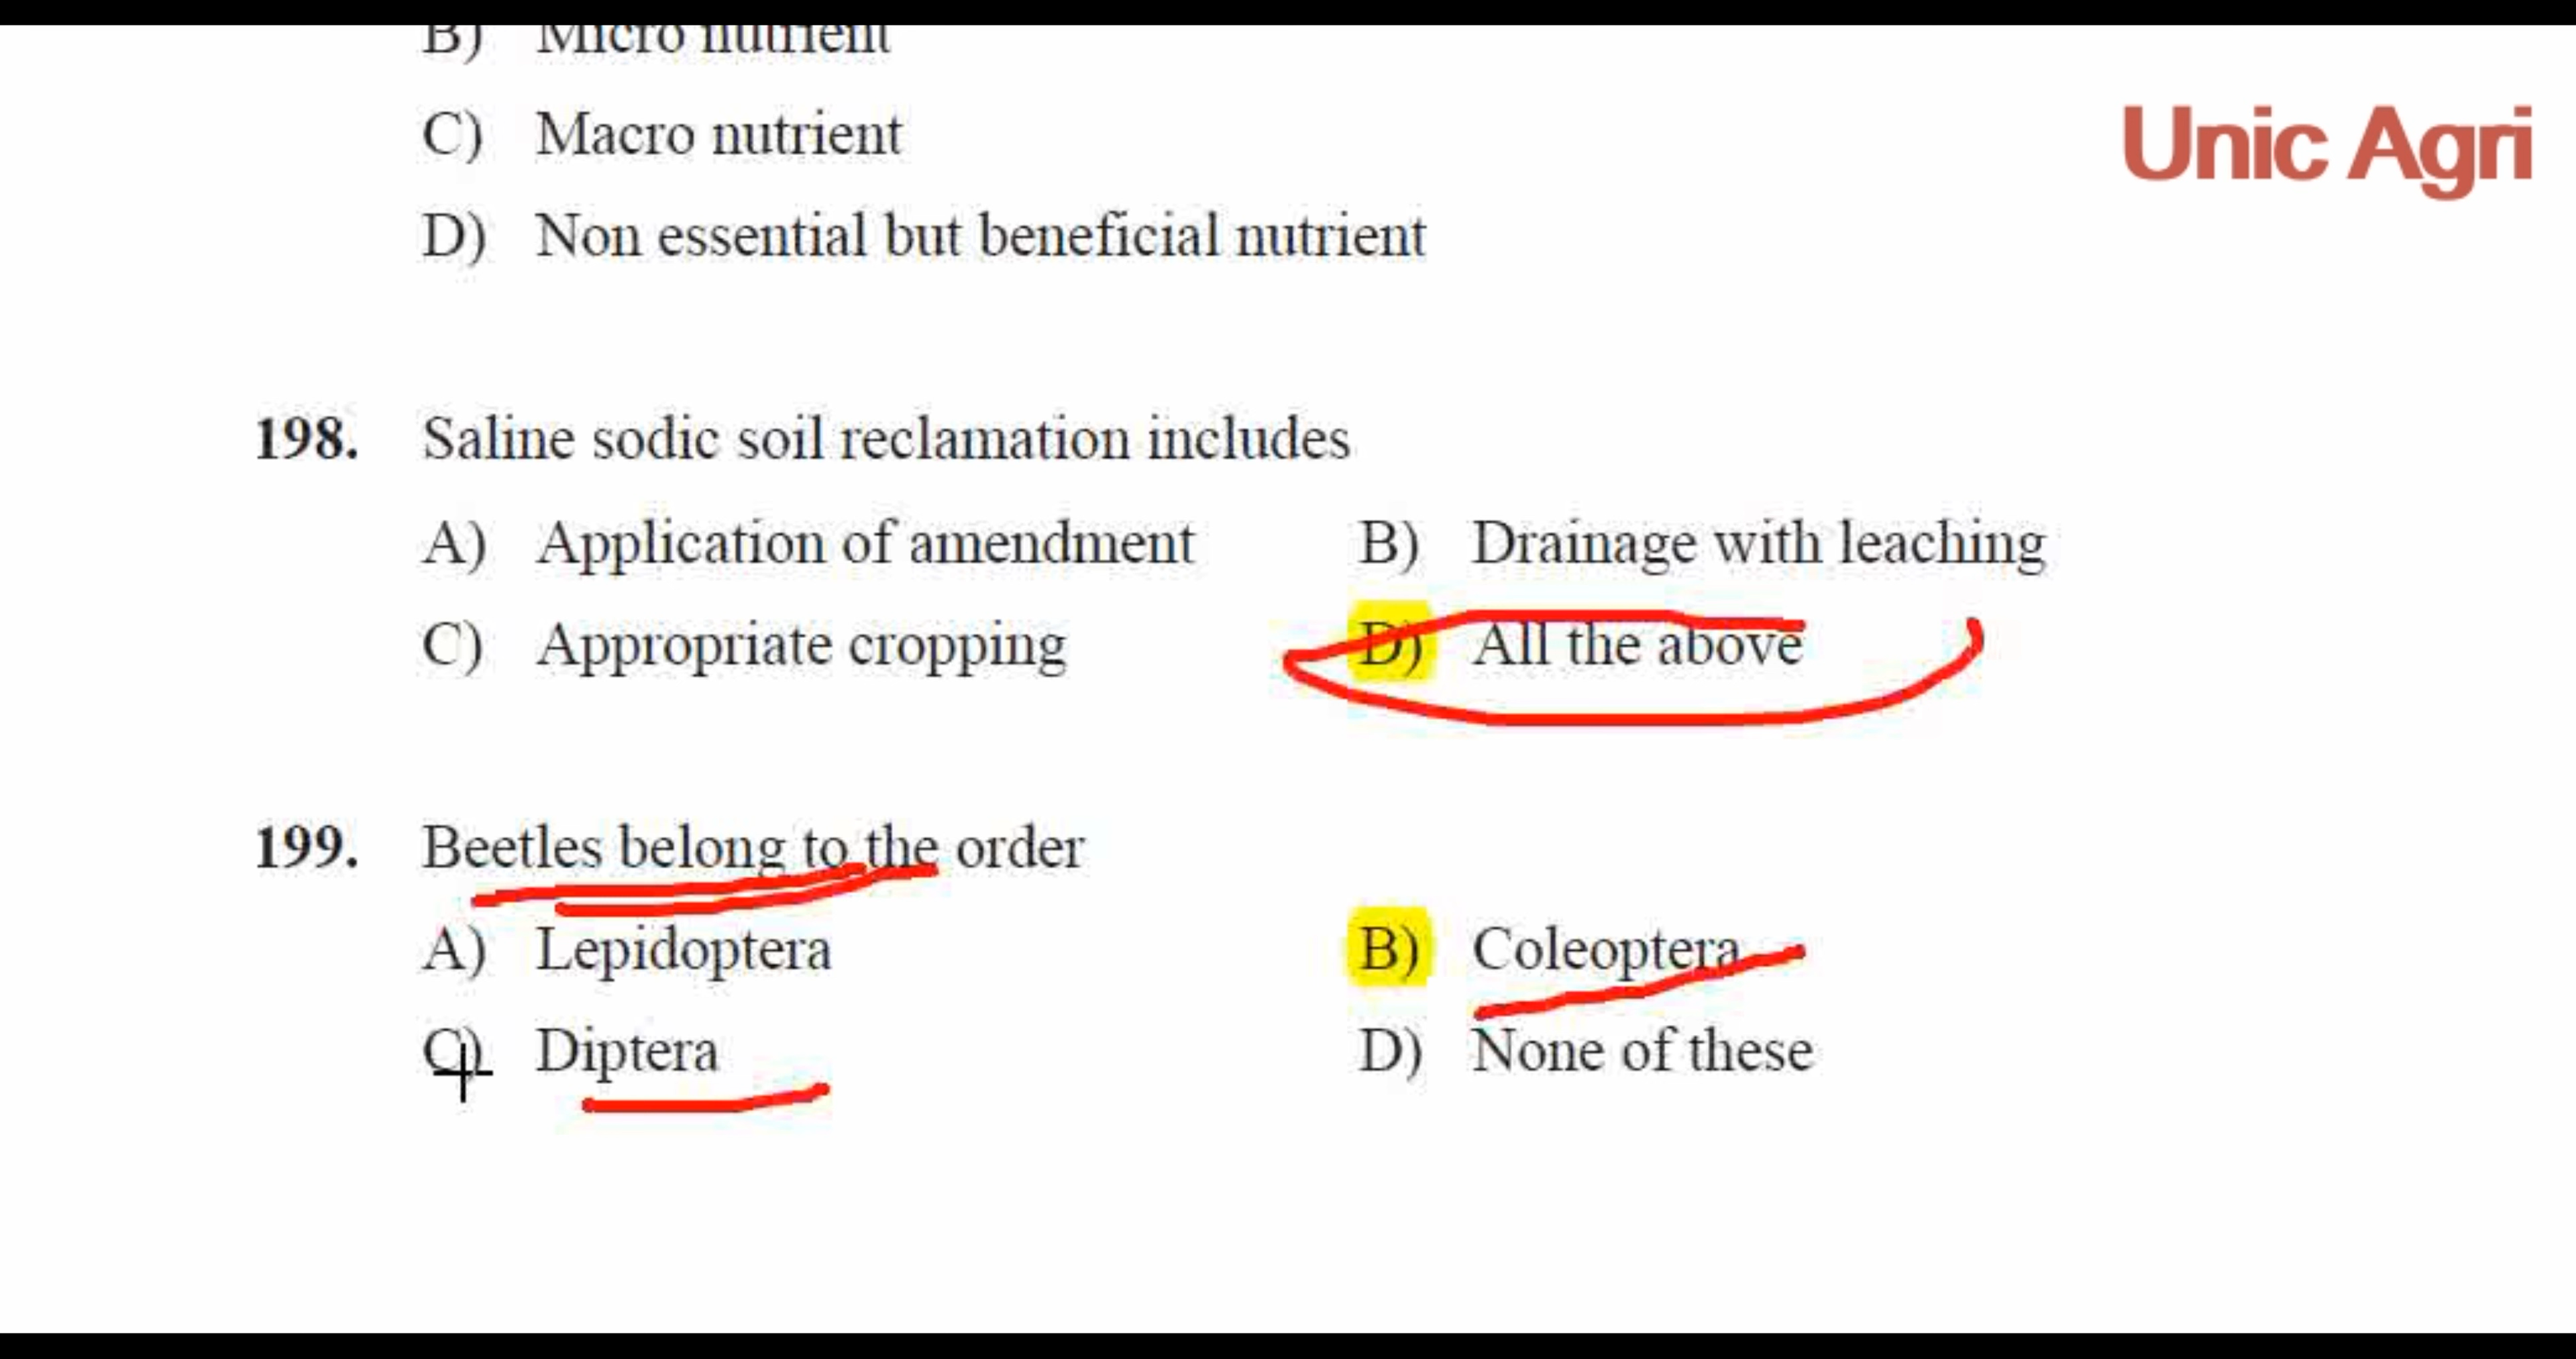 B) Micro nutrient
Unic Agri
C) Macro nutrient
D) Non essential but beneficial nutrient
198. Saline sodic soil reclamation includes
A) Application of amendment B) Drainage with leaching
C) Appropriate cropping D) All the above
199. Beetles belong to the order
A) Lepidoptera B) Coleoptera
C) Diptera D) None of these